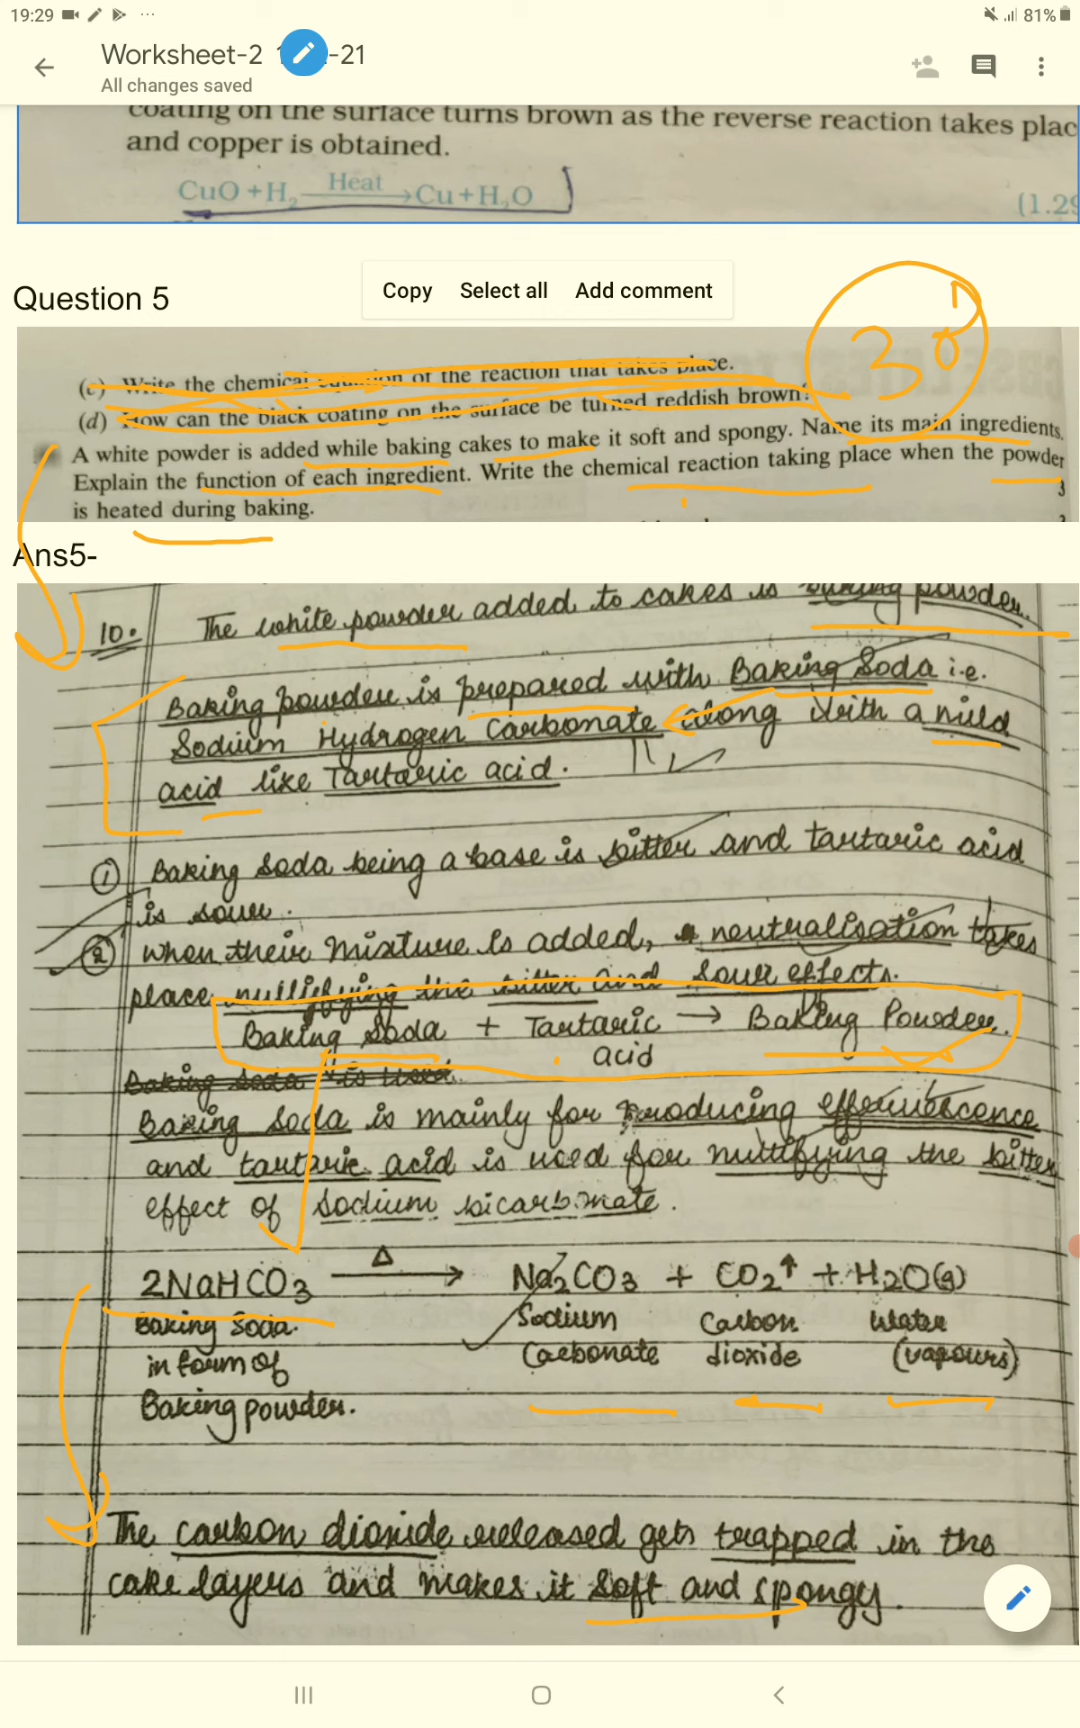 19:29
81%
Worksheet-2 -21
All changes saved
coating on the surface turns brown as the reverse reaction takes plac
and copper is obtained.
CuO +H2 Heat → Cu+H2O
(1.29
Question 5
Copy Select all Add comment
30
(c) Write the chemical equation of the reaction that takes place.
(d) How can the black coating on the surface be turned reddish brown?
A white powder is added while baking cakes to make it soft and spongy. Name its main ingredients.
Explain the function of each ingredient. Write the chemical reaction taking place when the powder
is heated during baking.
3
Ans5-
10. The white powder added to cakes is baking powder.
Baking powder is prepared with Baking Soda i.e.
Sodium Hydrogen Carbonate along with a mild
acid like Tartaric acid.
① Baking Soda being a base is bitter and tartaric acid
is sour.
② when their mixture is added, neutralisation takes
place nullifying the bitter and sour effects.
Baking Soda + Tartaric → Baking Powder.
acid
Baking soda is used
Baking Soda is mainly for producing effervescence
and tartaric acid is used for nullifying the bitter
effect of sodium bicarbonate.
2NaHCO3 Δ → Na2CO3 + CO2↑ + H2O(g)
Baking Soda. Sodium Carbon Water
in form of Carbonate dioxide (vapours)
Baking powder.
The carbon dioxide released gets trapped in the
cake layers and makes it soft and spongy.